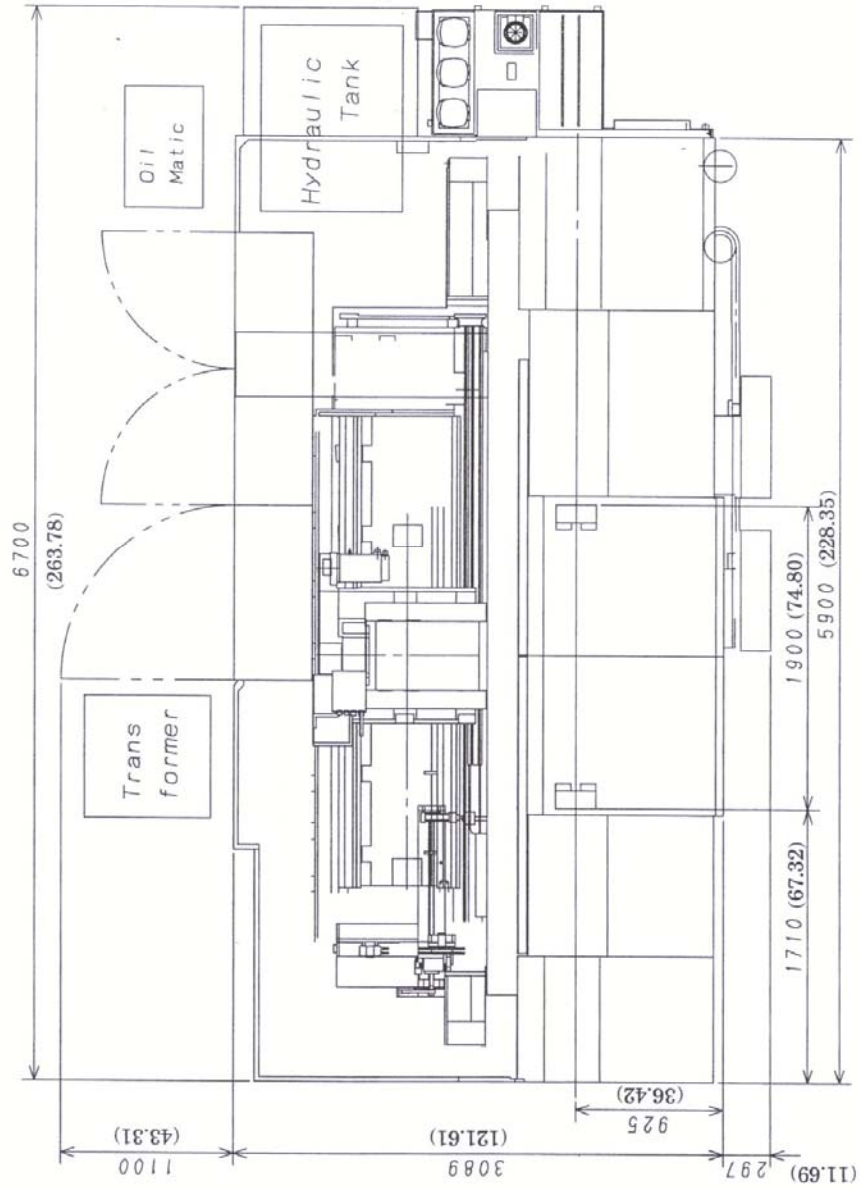 6700
(263.78)
Oil
Matic
Hydraulic
Tank
Trans
former
1900 (74.80)
5900 (228.35)
1710 (67.32)
(36.42)
925
(43.31)
1100
(121.61)
3089
297
(11.69)